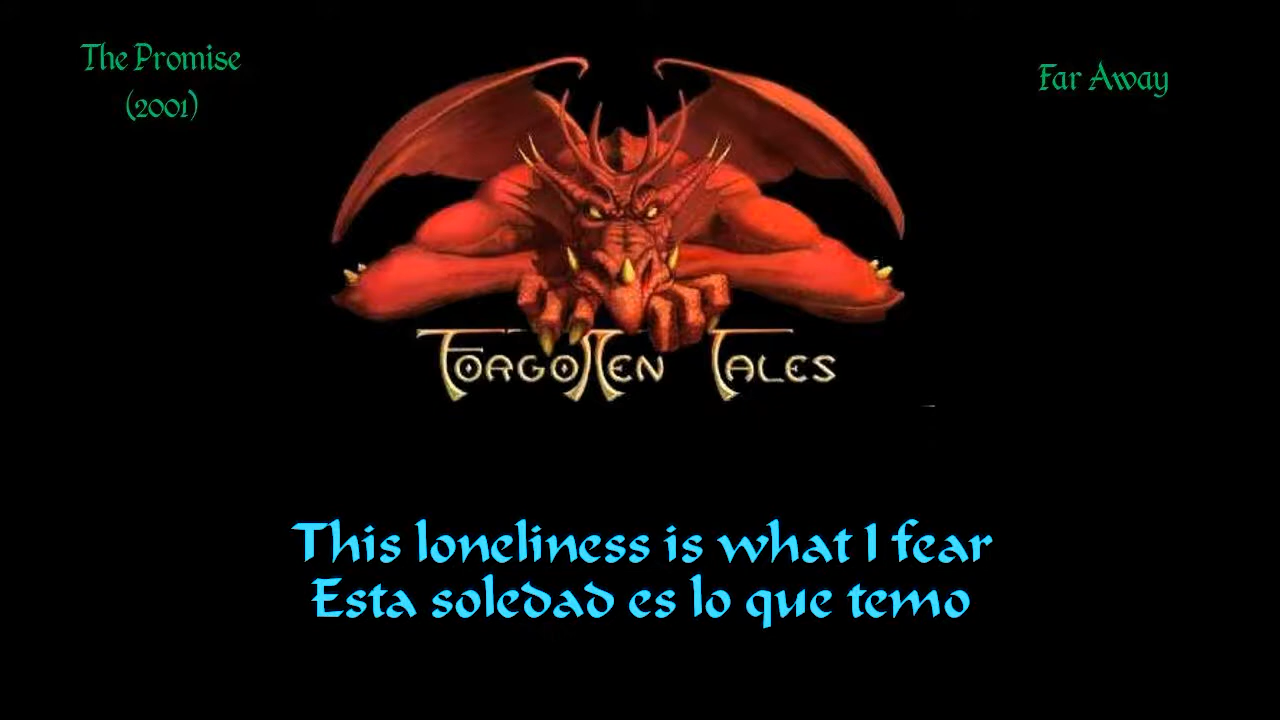 The Promise
(2001)
Far Away
Forgotten Tales
This loneliness is what I fear
Esta soledad es lo que temo